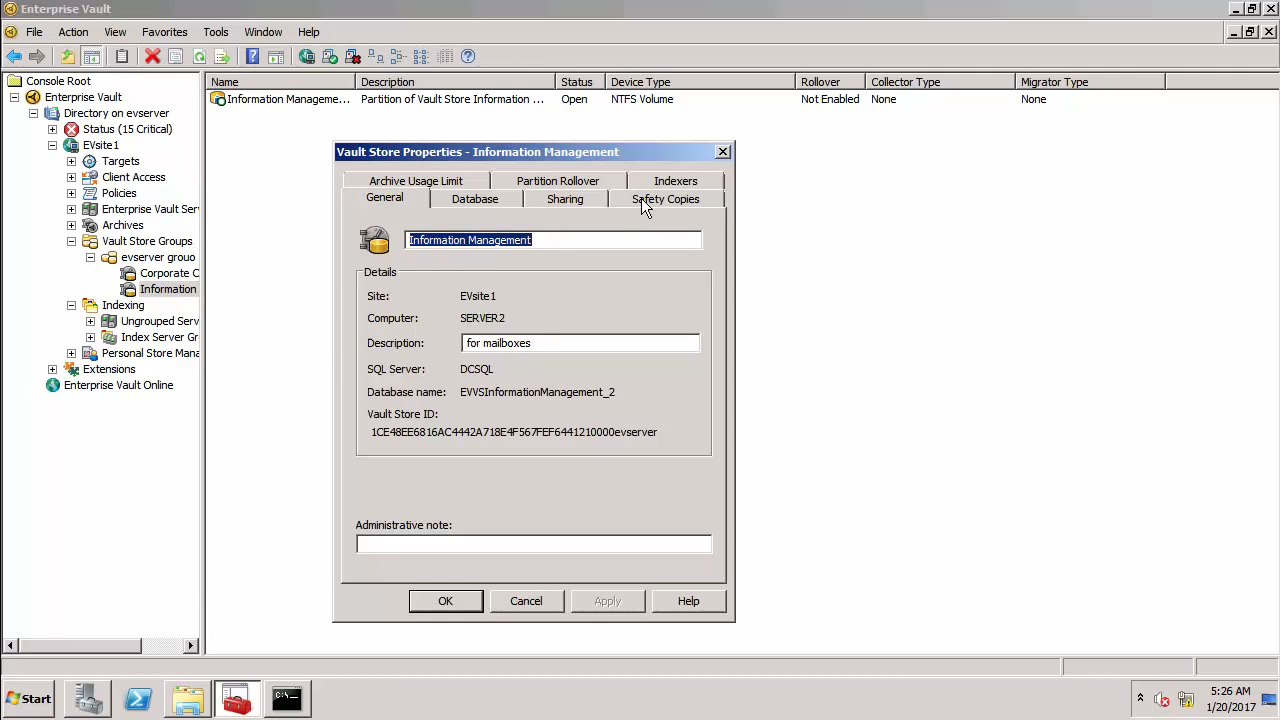 Enterprise Vault
File Action View Favorites Tools Window Help
Name Description Status Device Type Rollover Collector Type Migrator Type
Information Manageme... Partition of Vault Store Information ... Open NTFS Volume Not Enabled None None
Console Root
Enterprise Vault
Directory on evserver
Status (15 Critical)
EVsite1
Targets
Client Access
Policies
Enterprise Vault Ser
Archives
Vault Store Groups
evserver grouo
Corporate C
Information
Indexing
Ungrouped Serv
Index Server Gr
Personal Store Mana
Extensions
Enterprise Vault Online
Vault Store Properties - Information Management
Archive Usage Limit Partition Rollover Indexers
General Database Sharing Safety Copies
Information Management
Details
Site: EVsite1
Computer: SERVER2
Description: for mailboxes
SQL Server: DCSQL
Database name: EVVSInformationManagement_2
Vault Store ID:
1CE48EE6816AC4442A718E4F567FEF6441210000evserver
Administrative note:
OK Cancel Apply Help
Start
C:\
5:26 AM
1/20/2017